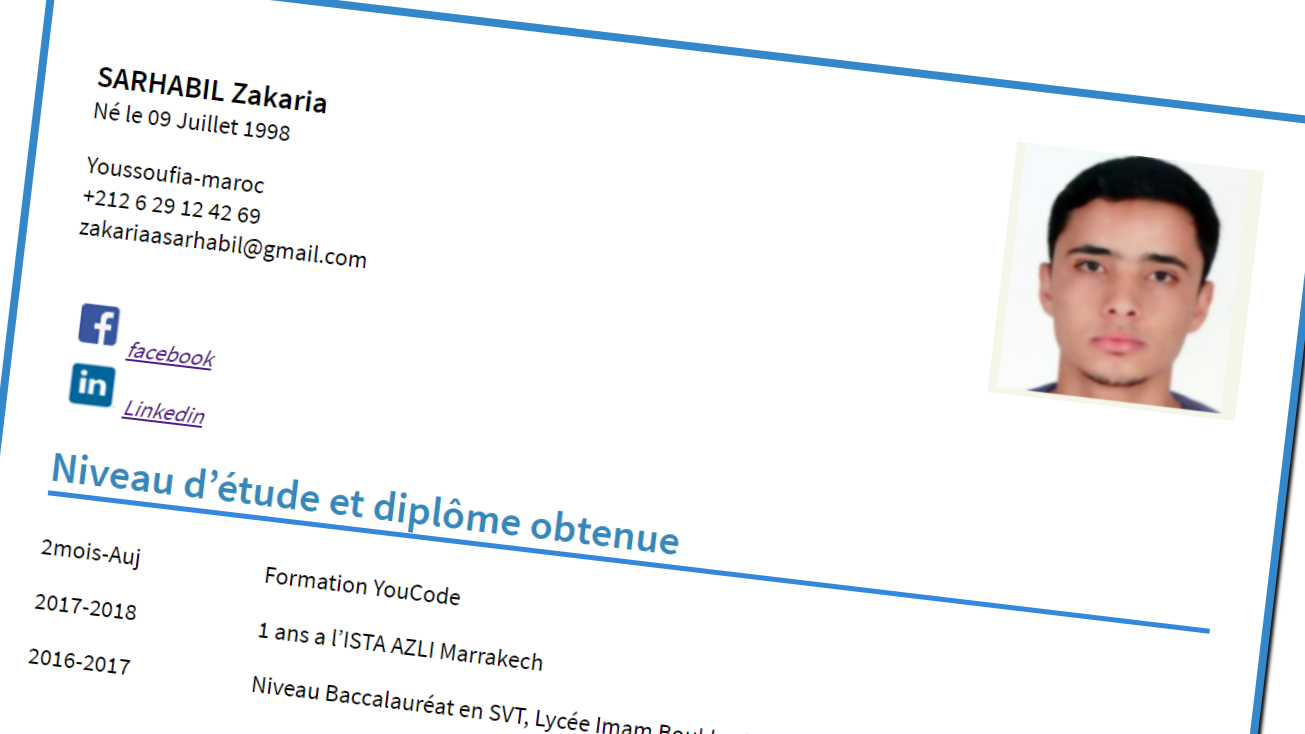 SARHABIL Zakaria
Né le 09 Juillet 1998
Youssoufia-maroc
+212 6 29 12 42 69
zakariaasarhabil@gmail.com
facebook
in Linkedin
Niveau d'étude et diplôme obtenue
2mois-Auj Formation YouCode
2017-2018 1 ans a l'ISTA AZLI Marrakech
2016-2017 Niveau Baccalauréat en SVT, Lycée Imam